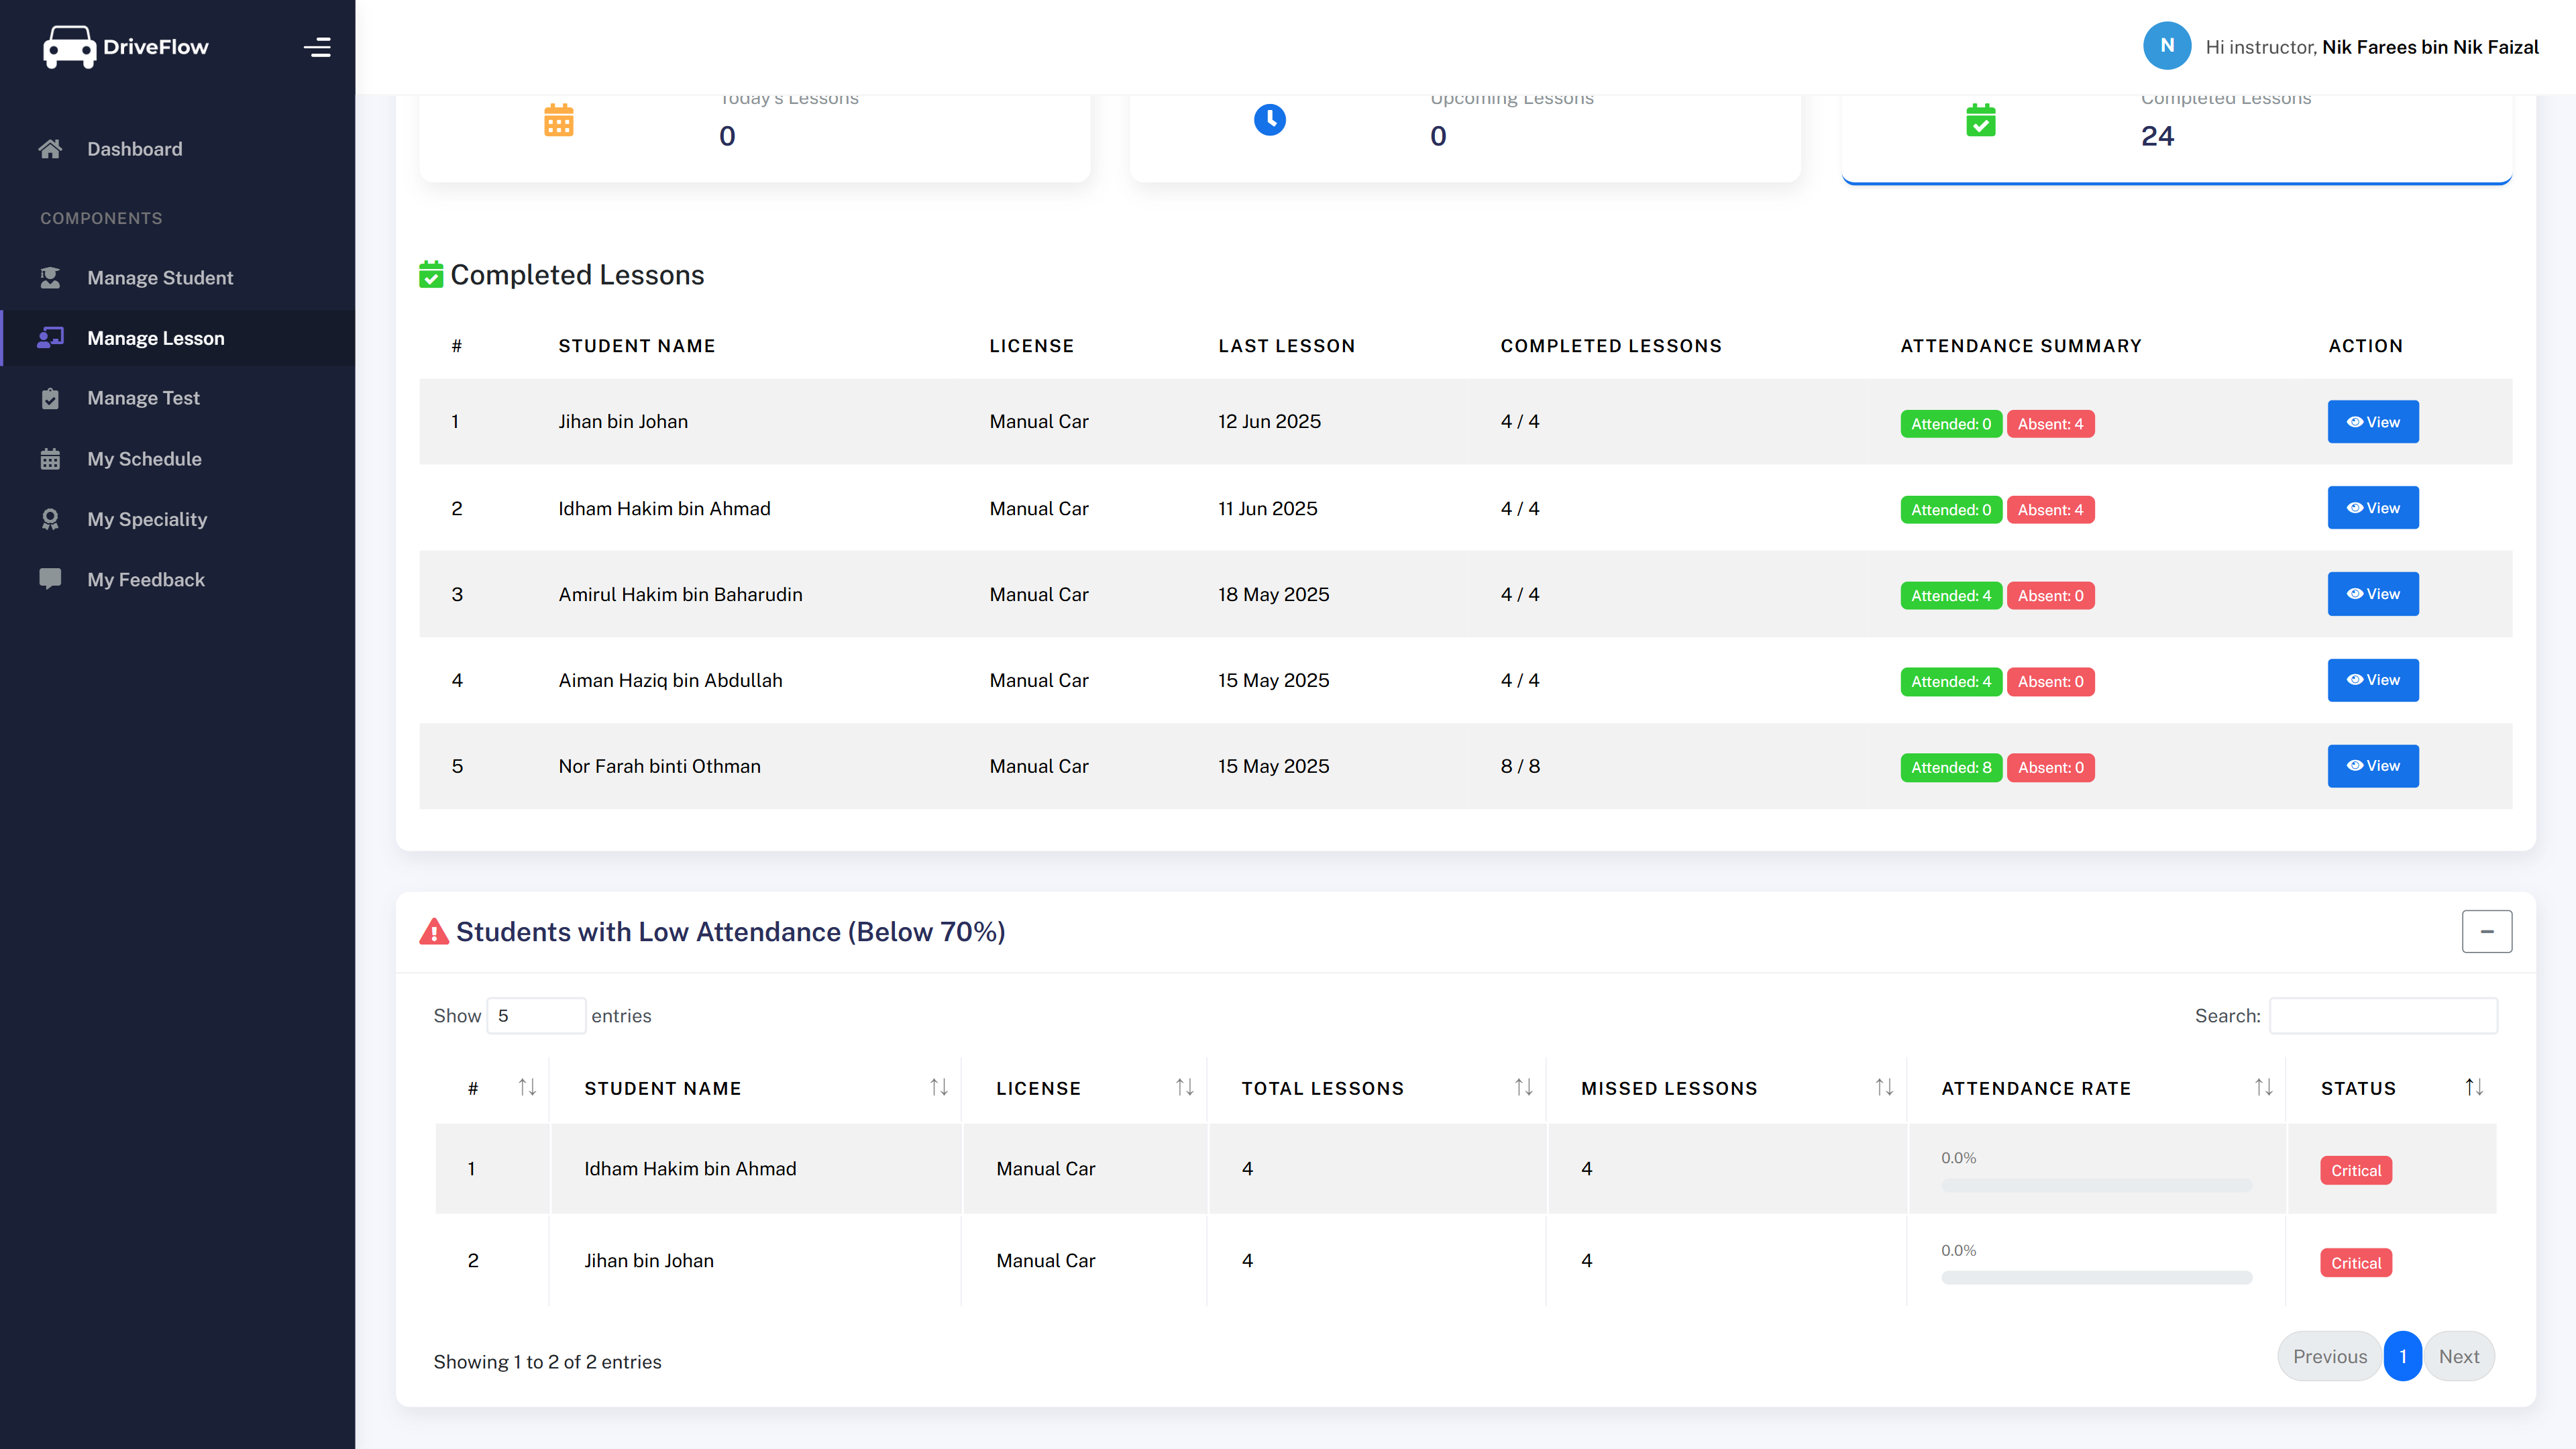 DriveFlow
N Hi instructor, Nik Farees bin Nik Faizal
Dashboard
COMPONENTS
Manage Student
Manage Lesson
Manage Test
My Schedule
My Speciality
My Feedback
Today's Lessons
0
Upcoming Lessons
0
Completed Lessons
24
Completed Lessons
# STUDENT NAME LICENSE LAST LESSON COMPLETED LESSONS ATTENDANCE SUMMARY ACTION
1 Jihan bin Johan Manual Car 12 Jun 2025 4 / 4 Attended: 0 Absent: 4 View
2 Idham Hakim bin Ahmad Manual Car 11 Jun 2025 4 / 4 Attended: 0 Absent: 4 View
3 Amirul Hakim bin Baharudin Manual Car 18 May 2025 4 / 4 Attended: 4 Absent: 0 View
4 Aiman Haziq bin Abdullah Manual Car 15 May 2025 4 / 4 Attended: 4 Absent: 0 View
5 Nor Farah binti Othman Manual Car 15 May 2025 8 / 8 Attended: 8 Absent: 0 View
Students with Low Attendance (Below 70%)
Show 5 entries Search:
# STUDENT NAME LICENSE TOTAL LESSONS MISSED LESSONS ATTENDANCE RATE STATUS
1 Idham Hakim bin Ahmad Manual Car 4 4 0.0% Critical
2 Jihan bin Johan Manual Car 4 4 0.0% Critical
Showing 1 to 2 of 2 entries Previous 1 Next